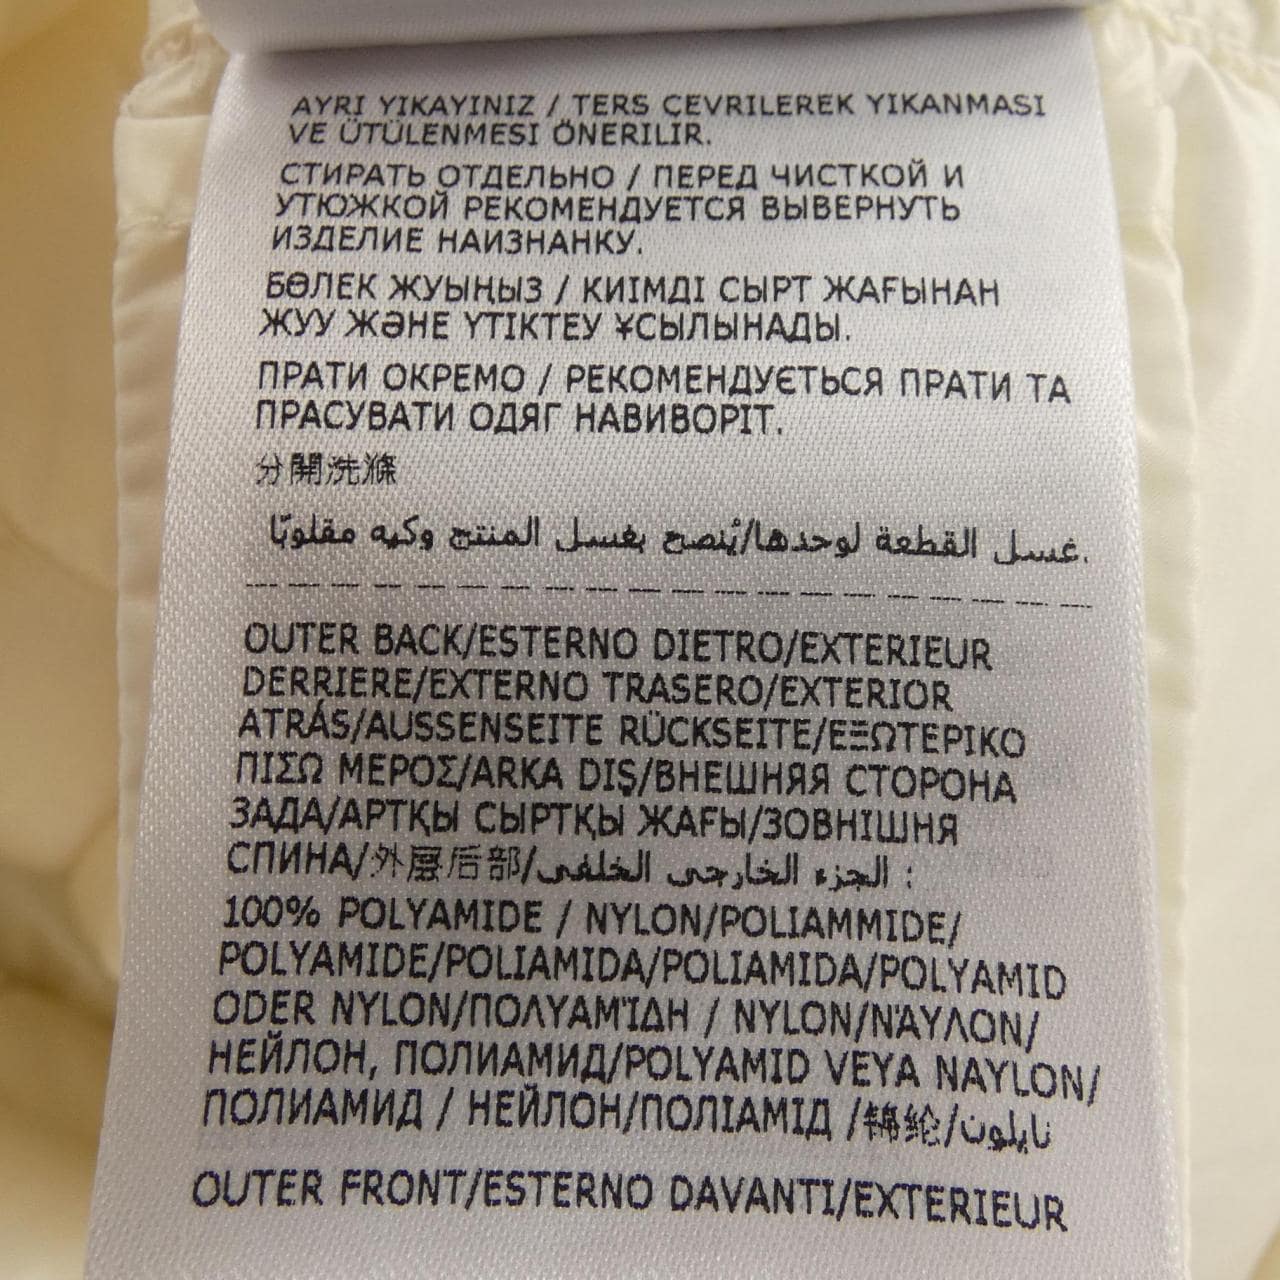 AYRI YIKAYINIZ / TERS ÇEVRILEREK YIKANMASI
VE ÜTÜLENMESI ÖNERILIR.
СТИРАТЬ ОТДЕЛЬНО / ПЕРЕД ЧИСТКОЙ И
УТЮЖКОЙ РЕКОМЕНДУЕТСЯ ВЫВЕРНУТЬ
ИЗДЕЛИЕ НАИЗНАНКУ.
БӨЛЕК ЖУЫҢЫЗ / КИІМДІ СЫРТ ЖАҒЫНАН
ЖУУ ЖӘНЕ ҮТІКТЕУ ҰСЫЛЫНАДЫ.
ПРАТИ ОКРЕМО / РЕКОМЕНДУЄТЬСЯ ПРАТИ ТА
ПРАСУВАТИ ОДЯГ НАВИВОРІТ.
分開洗滌
غسل القطعة لوحدها/يُنصح بغسل المنتج وكيه مقلوبًا.
OUTER BACK/ESTERNO DIETRO/EXTERIEUR
DERRIERE/EXTERNO TRASERO/EXTERIOR
ATRÁS/AUSSENSEITE RÜCKSEITE/ΕΞΩΤΕΡΙΚΟ
ΠΙΣΩ ΜΕΡΟΣ/ARKA DIŞ/ВНЕШНЯЯ СТОРОНА
ЗАДА/АРТҚЫ СЫРТҚЫ ЖАҒЫ/ЗОВНІШНЯ
СПИНА/外层后部/الجزء الخارجي الخلفي :
100% POLYAMIDE / NYLON/POLIAMMIDE/
POLYAMIDE/POLIAMIDA/POLIAMIDA/POLYAMID
ODER NYLON/ΠΟΛΥΑΜΊΔΗ / NYLON/ΝΆΥΛΟΝ/
НЕЙЛОН, ПОЛИАМИД/POLYAMID VEYA NAYLON/
ПОЛИАМИД / НЕЙЛОН/ПОЛІАМІД /锦纶/نايلون
OUTER FRONT/ESTERNO DAVANTI/EXTERIEUR